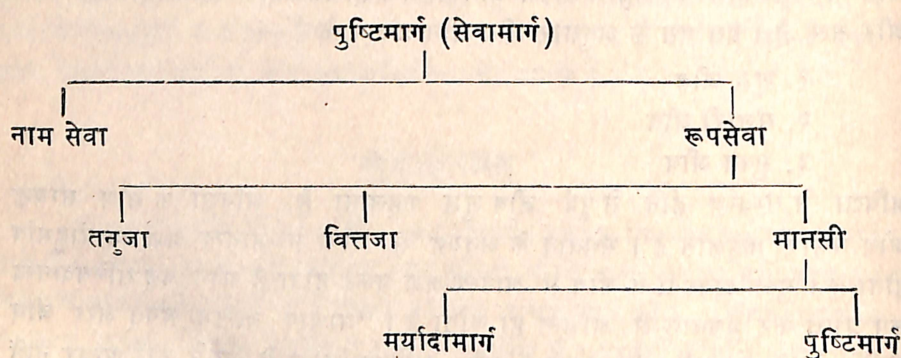 पुष्टिमार्ग (सेवामार्ग)
नाम सेवा रूपसेवा
तनुजा वित्तजा मानसी
मर्यादामार्ग पुष्टिमार्ग